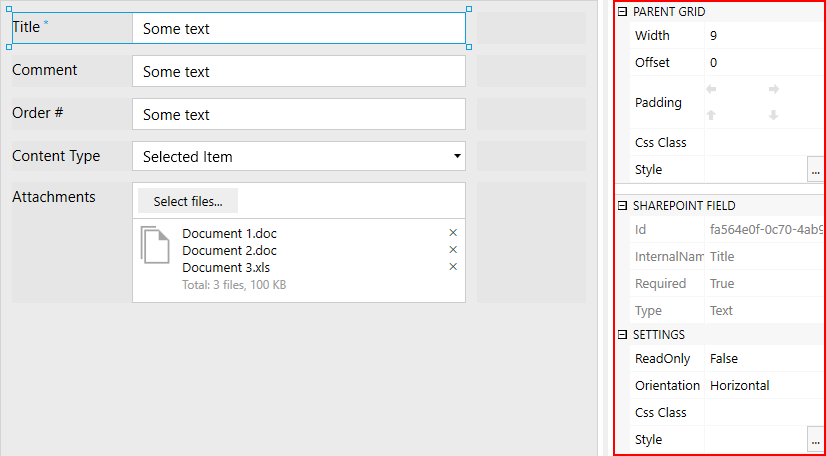 Title *
Some text
Comment
Some text
Order #
Some text
Content Type
Selected Item
Attachments
Select files...
Document 1.doc
Document 2.doc
Document 3.xls
Total: 3 files, 100 KB
PARENT GRID
Width 9
Offset 0
Padding
Css Class
Style ...
SHAREPOINT FIELD
Id fa564e0f-0c70-4ab9
InternalNam Title
Required True
Type Text
SETTINGS
ReadOnly False
Orientation Horizontal
Css Class
Style ...